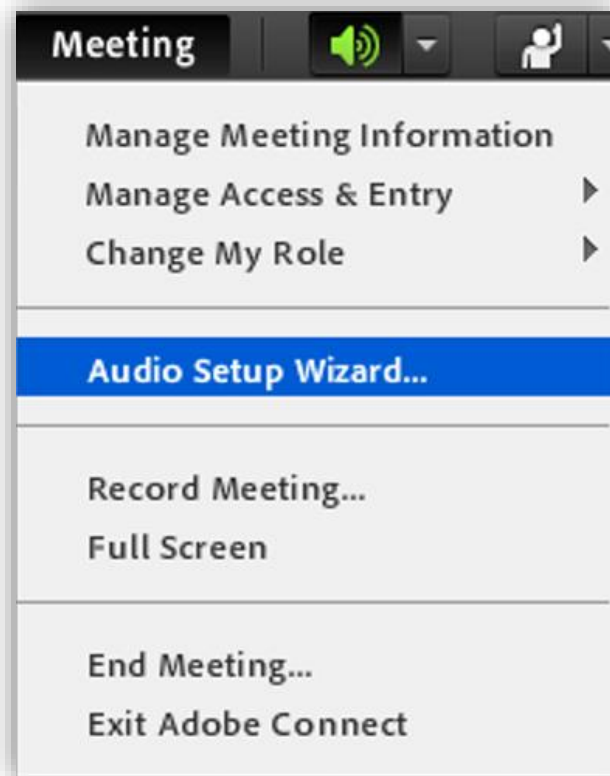 Meeting
Manage Meeting Information
Manage Access & Entry
Change My Role
Audio Setup Wizard...
Record Meeting...
Full Screen
End Meeting...
Exit Adobe Connect